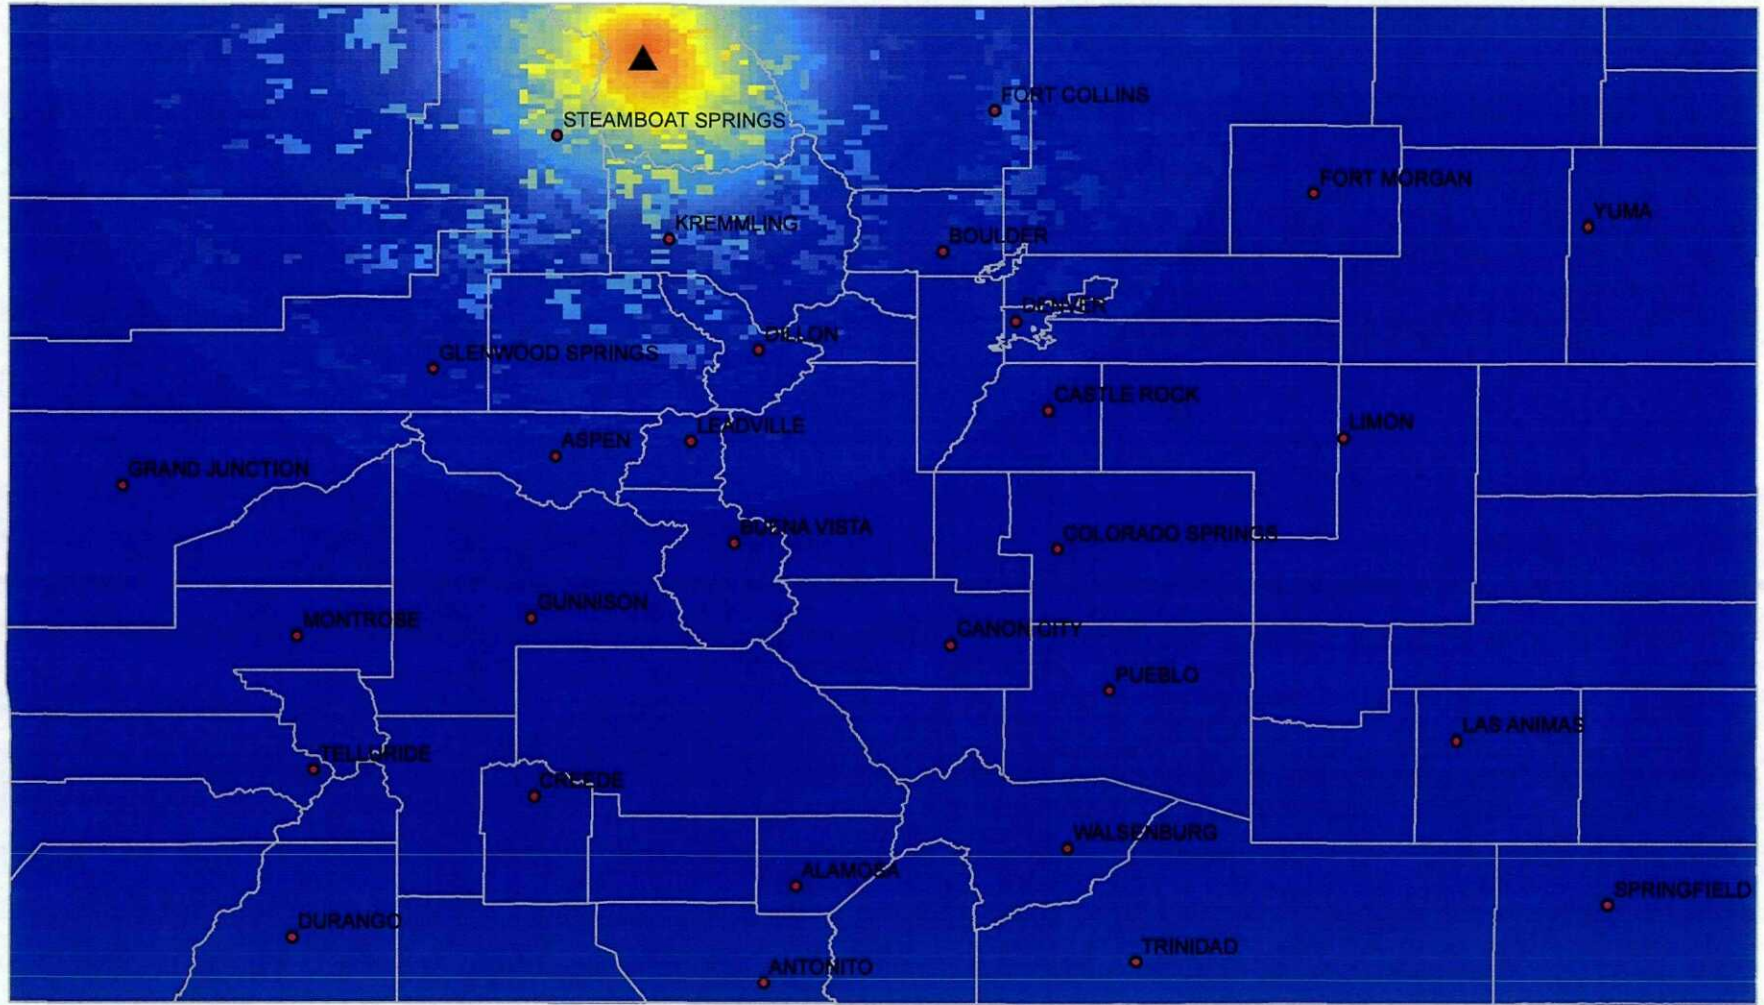 FORT COLLINS
STEAMBOAT SPRINGS
FORT MORGAN
YUMA
KREMMLING
BOULDER
DENVER
DILLON
GLENWOOD SPRINGS
CASTLE ROCK
LIMON
LEADVILLE
ASPEN
GRAND JUNCTION
BUENA VISTA
COLORADO SPRINGS
GUNNISON
MONTROSE
CANON CITY
PUEBLO
LAS ANIMAS
TELLURIDE
CREEDE
WALSENBURG
ALAMOSA
SPRINGFIELD
DURANGO
TRINIDAD
ANTONITO